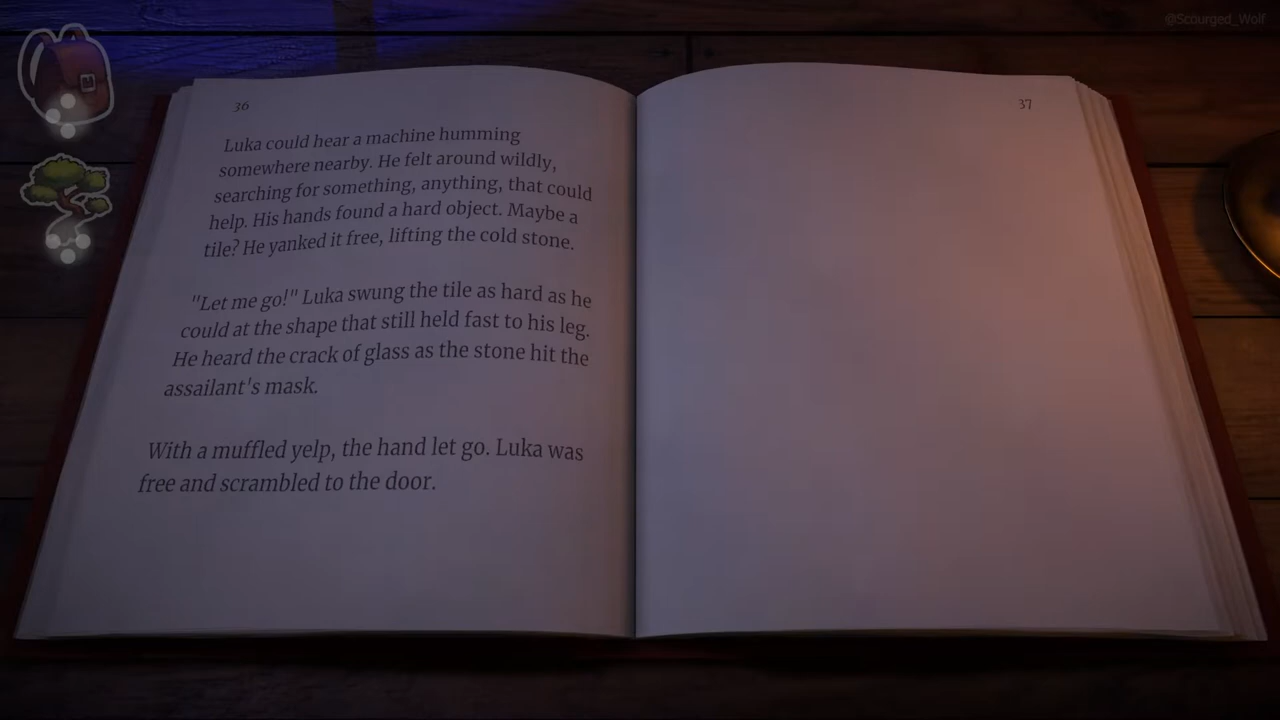 @Scourged_Wolf
36
Luka could hear a machine humming
somewhere nearby. He felt around wildly,
searching for something, anything, that could
help. His hands found a hard object. Maybe a
tile? He yanked it free, lifting the cold stone.
"Let me go!" Luka swung the tile as hard as he
could at the shape that still held fast to his leg.
He heard the crack of glass as the stone hit the
assailant's mask.
With a muffled yelp, the hand let go. Luka was
free and scrambled to the door.
37